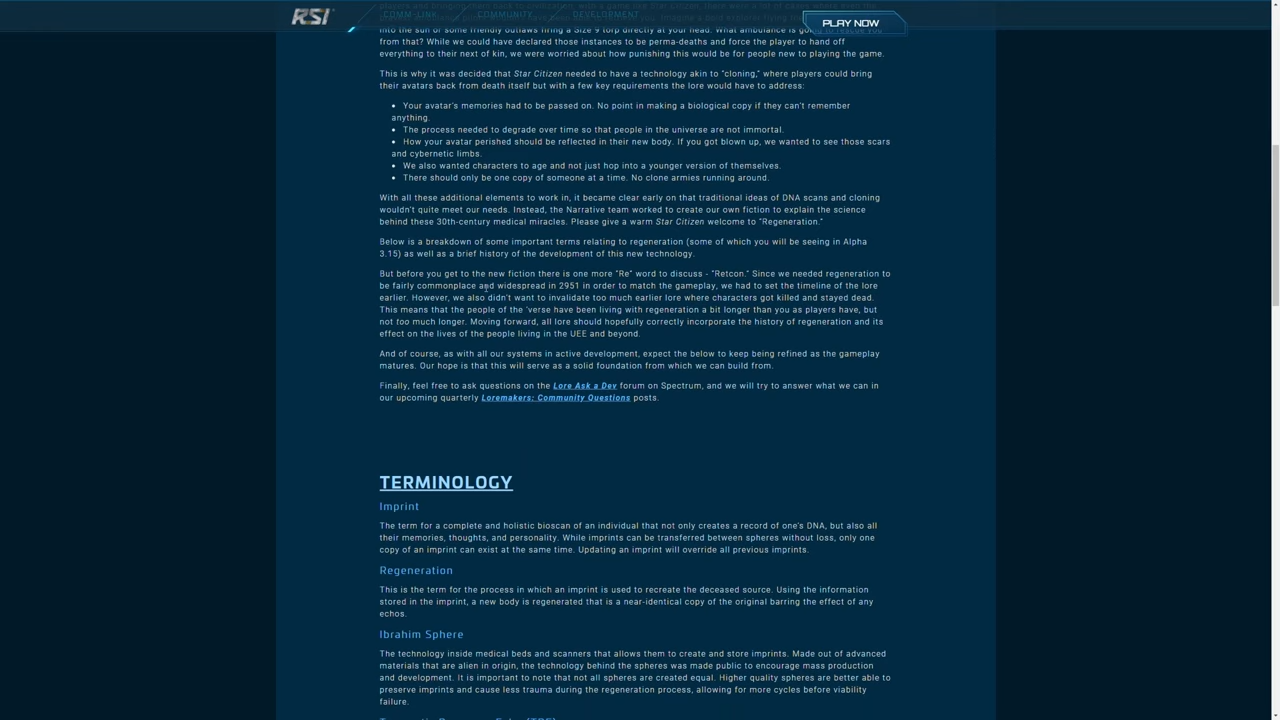 RSI
COMM-LINK
COMMUNITY
DEVELOPMENT
PLAY NOW
into the sun or some friendly outlaws firing a Size 9 torp directly at your head. What ambulance is going to rescue you
from that? While we could have declared those instances to be perma-deaths and force the player to hand off
everything to their next of kin, we were worried about how punishing this would be for people new to playing the game.
This is why it was decided that Star Citizen needed to have a technology akin to "cloning," where players could bring
their avatars back from death itself but with a few key requirements the lore would have to address:
• Your avatar's memories had to be passed on. No point in making a biological copy if they can't remember
anything.
• The process needed to degrade over time so that people in the universe are not immortal.
• How your avatar perished should be reflected in their new body. If you got blown up, we wanted to see those scars
and cybernetic limbs.
• We also wanted characters to age and not just hop into a younger version of themselves.
• There should only be one copy of someone at a time. No clone armies running around.
With all these additional elements to work in, it became clear early on that traditional ideas of DNA scans and cloning
wouldn't quite meet our needs. Instead, the Narrative team worked to create our own fiction to explain the science
behind these 30th-century medical miracles. Please give a warm Star Citizen welcome to "Regeneration."
Below is a breakdown of some important terms relating to regeneration (some of which you will be seeing in Alpha
3.15) as well as a brief history of the development of this new technology.
But before you get to the new fiction there is one more "Re" word to discuss - "Retcon." Since we needed regeneration to
be fairly commonplace and widespread in 2951 in order to match the gameplay, we had to set the timeline of the lore
earlier. However, we also didn't want to invalidate too much earlier lore where characters got killed and stayed dead.
This means that the people of the 'verse have been living with regeneration a bit longer than you as players have, but
not too much longer. Moving forward, all lore should hopefully correctly incorporate the history of regeneration and its
effect on the lives of the people living in the UEE and beyond.
And of course, as with all our systems in active development, expect the below to keep being refined as the gameplay
matures. Our hope is that this will serve as a solid foundation from which we can build from.
Finally, feel free to ask questions on the Lore Ask a Dev forum on Spectrum, and we will try to answer what we can in
our upcoming quarterly Loremakers: Community Questions posts.
TERMINOLOGY
Imprint
The term for a complete and holistic bioscan of an individual that not only creates a record of one's DNA, but also all
their memories, thoughts, and personality. While imprints can be transferred between spheres without loss, only one
copy of an imprint can exist at the same time. Updating an imprint will override all previous imprints.
Regeneration
This is the term for the process in which an imprint is used to recreate the deceased source. Using the information
stored in the imprint, a new body is regenerated that is a near-identical copy of the original barring the effect of any
echos.
Ibrahim Sphere
The technology inside medical beds and scanners that allows them to create and store imprints. Made out of advanced
materials that are alien in origin, the technology behind the spheres was made public to encourage mass production
and development. It is important to note that not all spheres are created equal. Higher quality spheres are better able to
preserve imprints and cause less trauma during the regeneration process, allowing for more cycles before viability
failure.